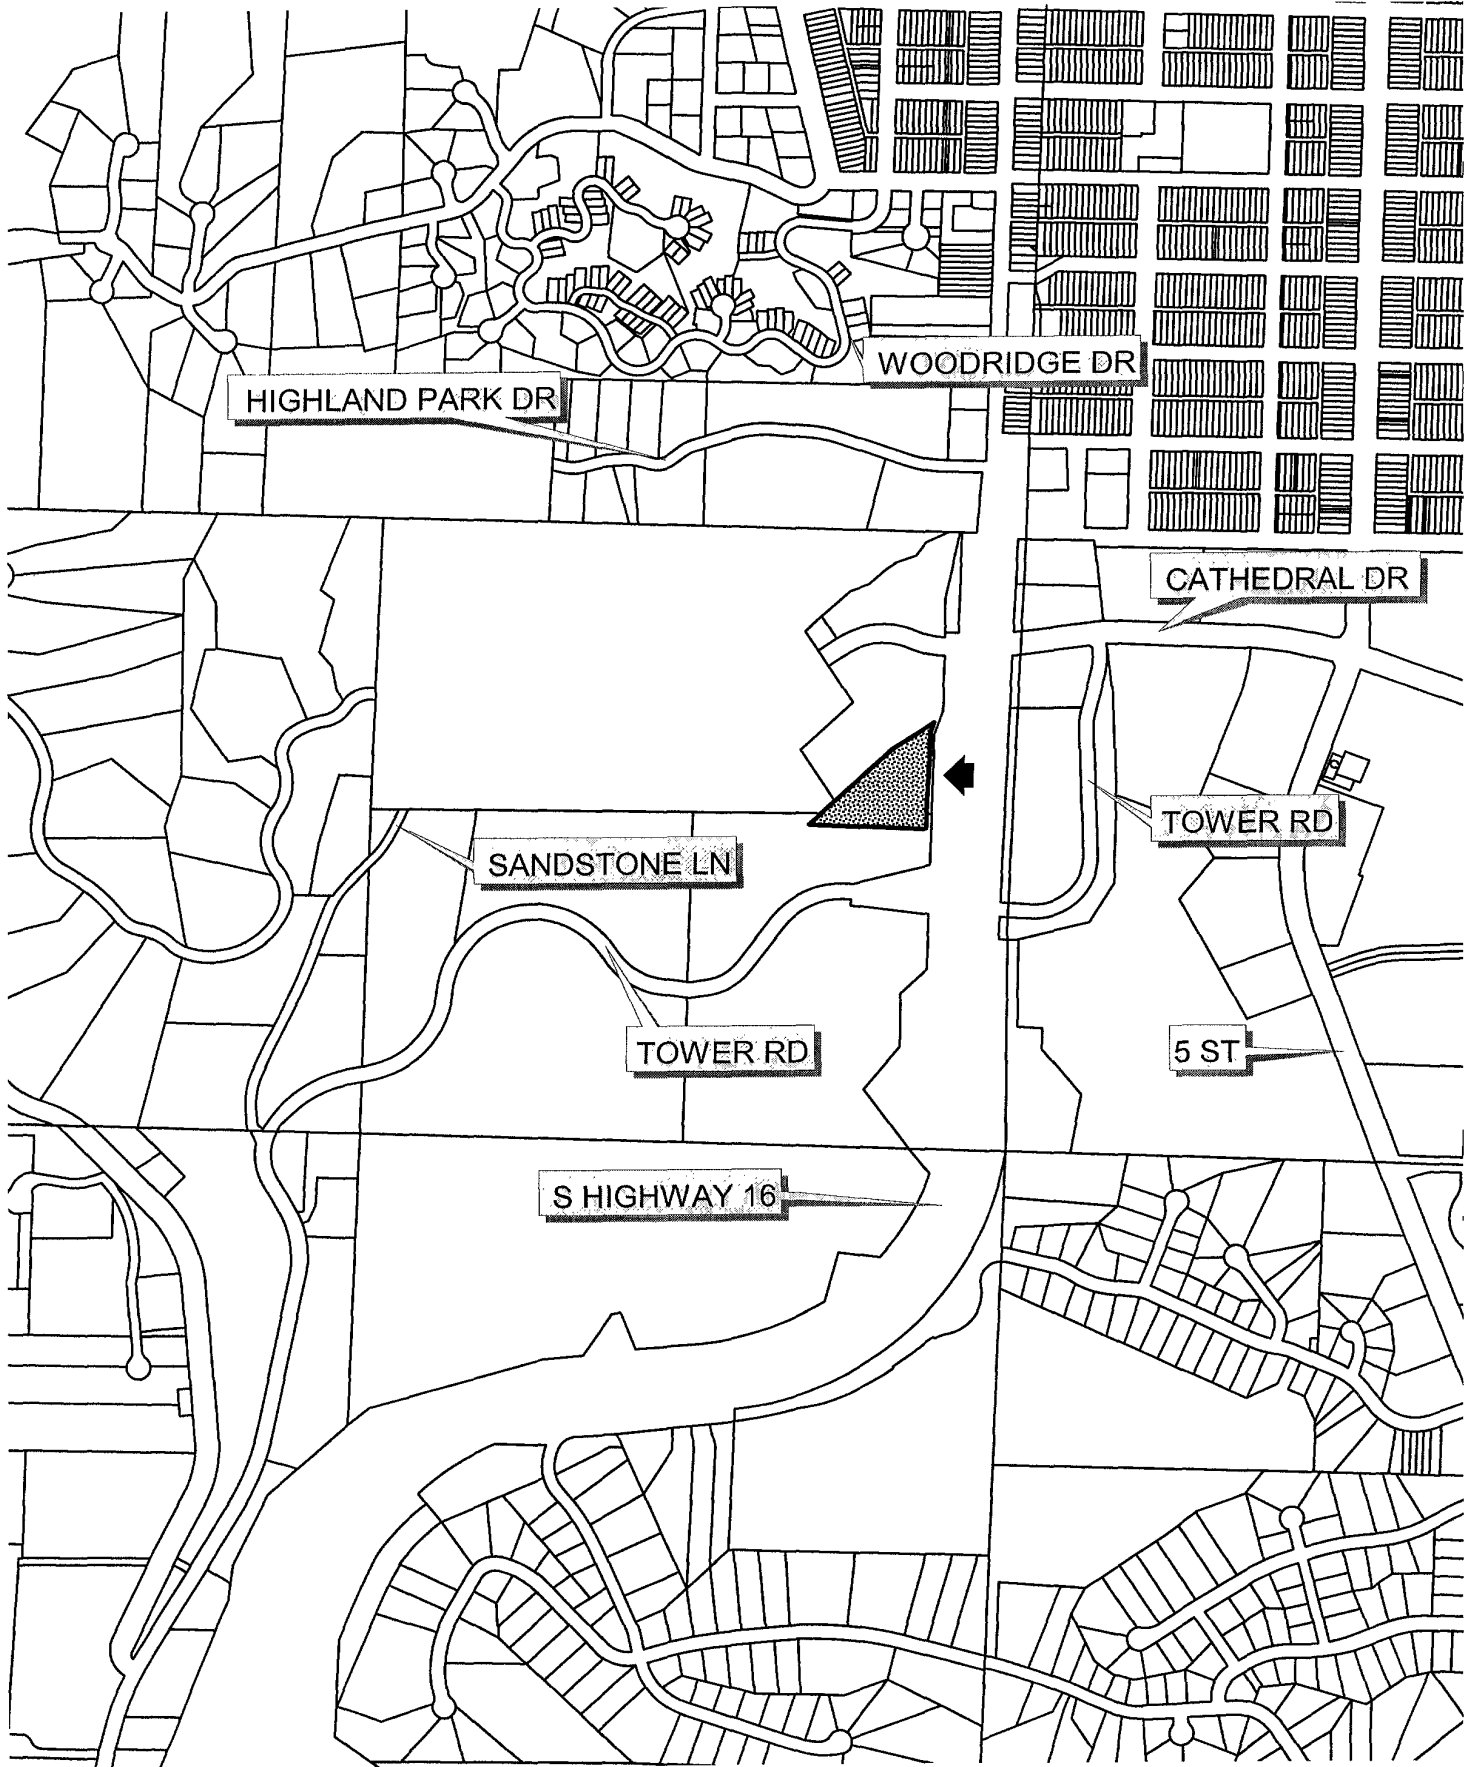 WOODRIDGE DR
HIGHLAND PARK DR
CATHEDRAL DR
TOWER RD
SANDSTONE LN
TOWER RD
5 ST
S HIGHWAY 16